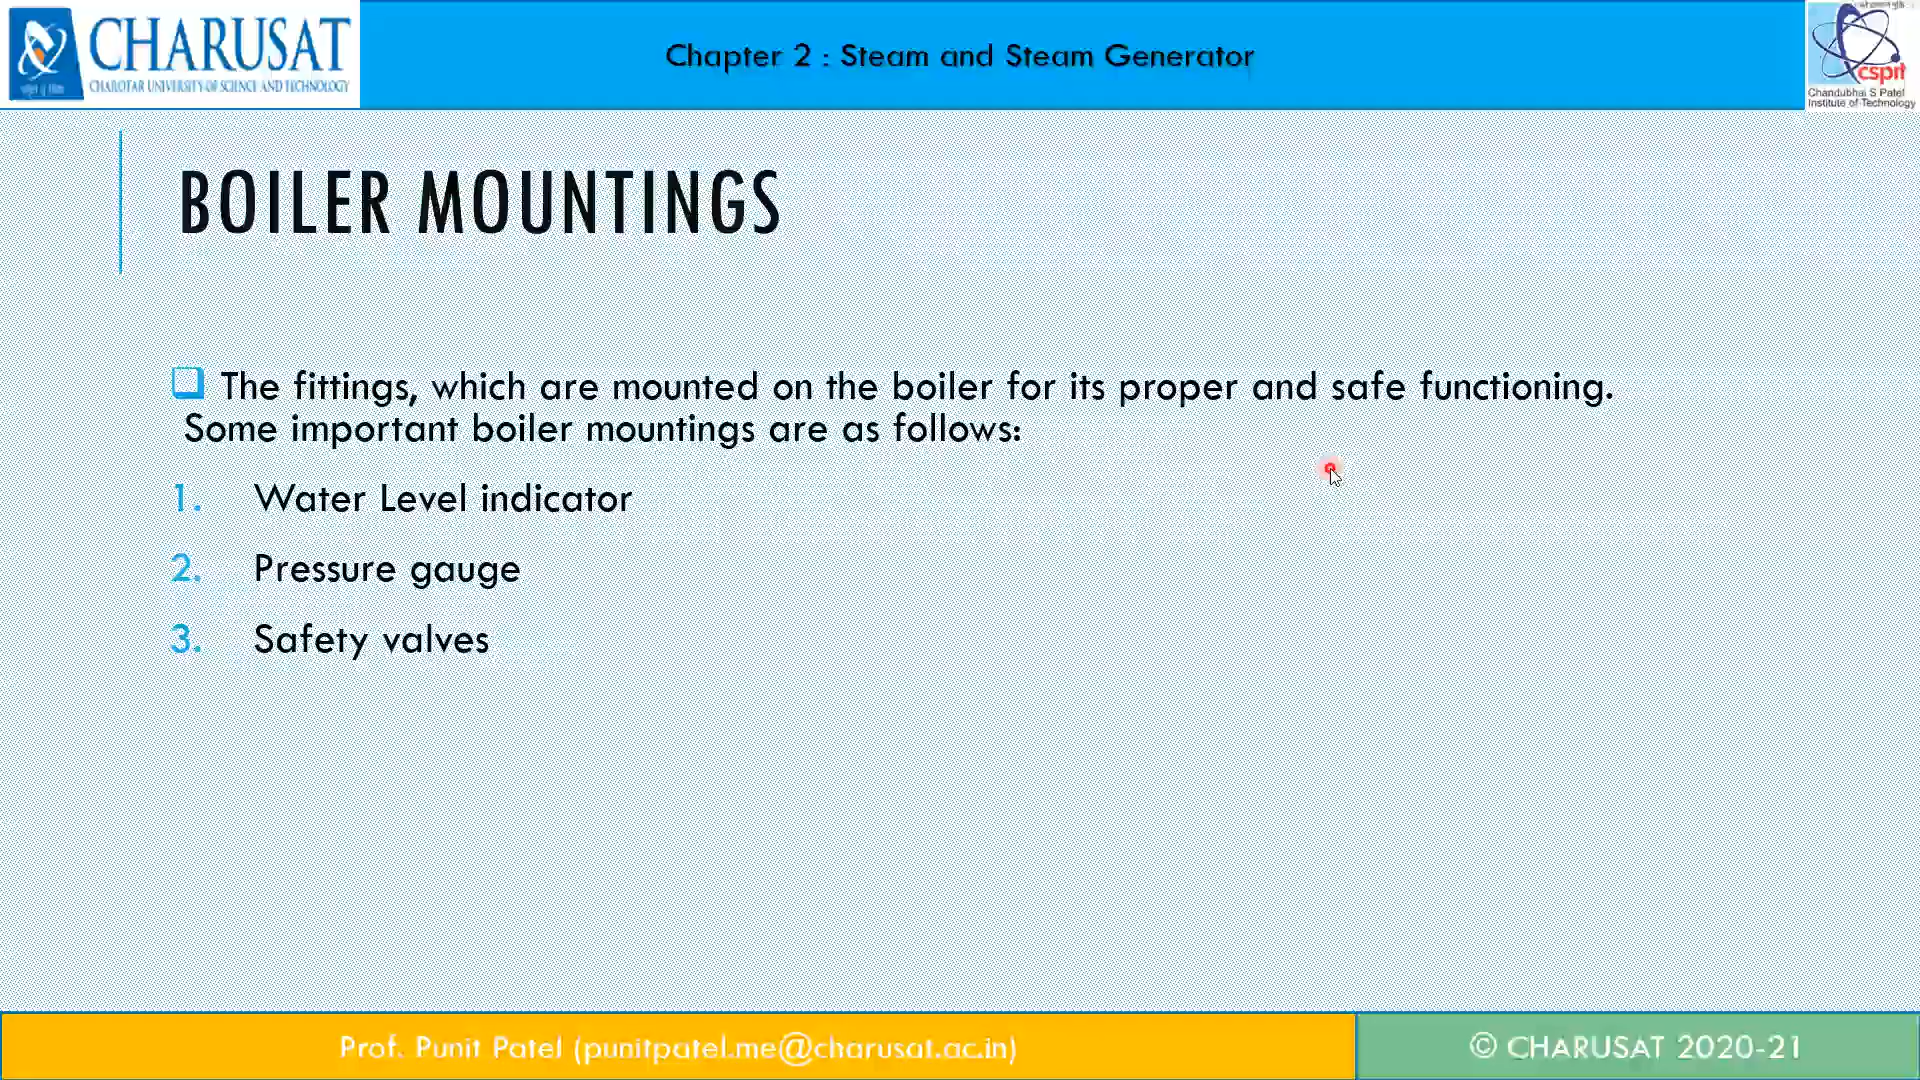 CHARUSAT
CHAROTAR UNIVERSITY OF SCIENCE AND TECHNOLOGY
Chapter 2 : Steam and Steam Generator
cspit
Chandubhai S Patel
Institute of Technology
BOILER MOUNTINGS
The fittings, which are mounted on the boiler for its proper and safe functioning.
Some important boiler mountings are as follows:
1. Water Level indicator
2. Pressure gauge
3. Safety valves
Prof. Punit Patel (punitpatel.me@charusat.ac.in)
© CHARUSAT 2020-21